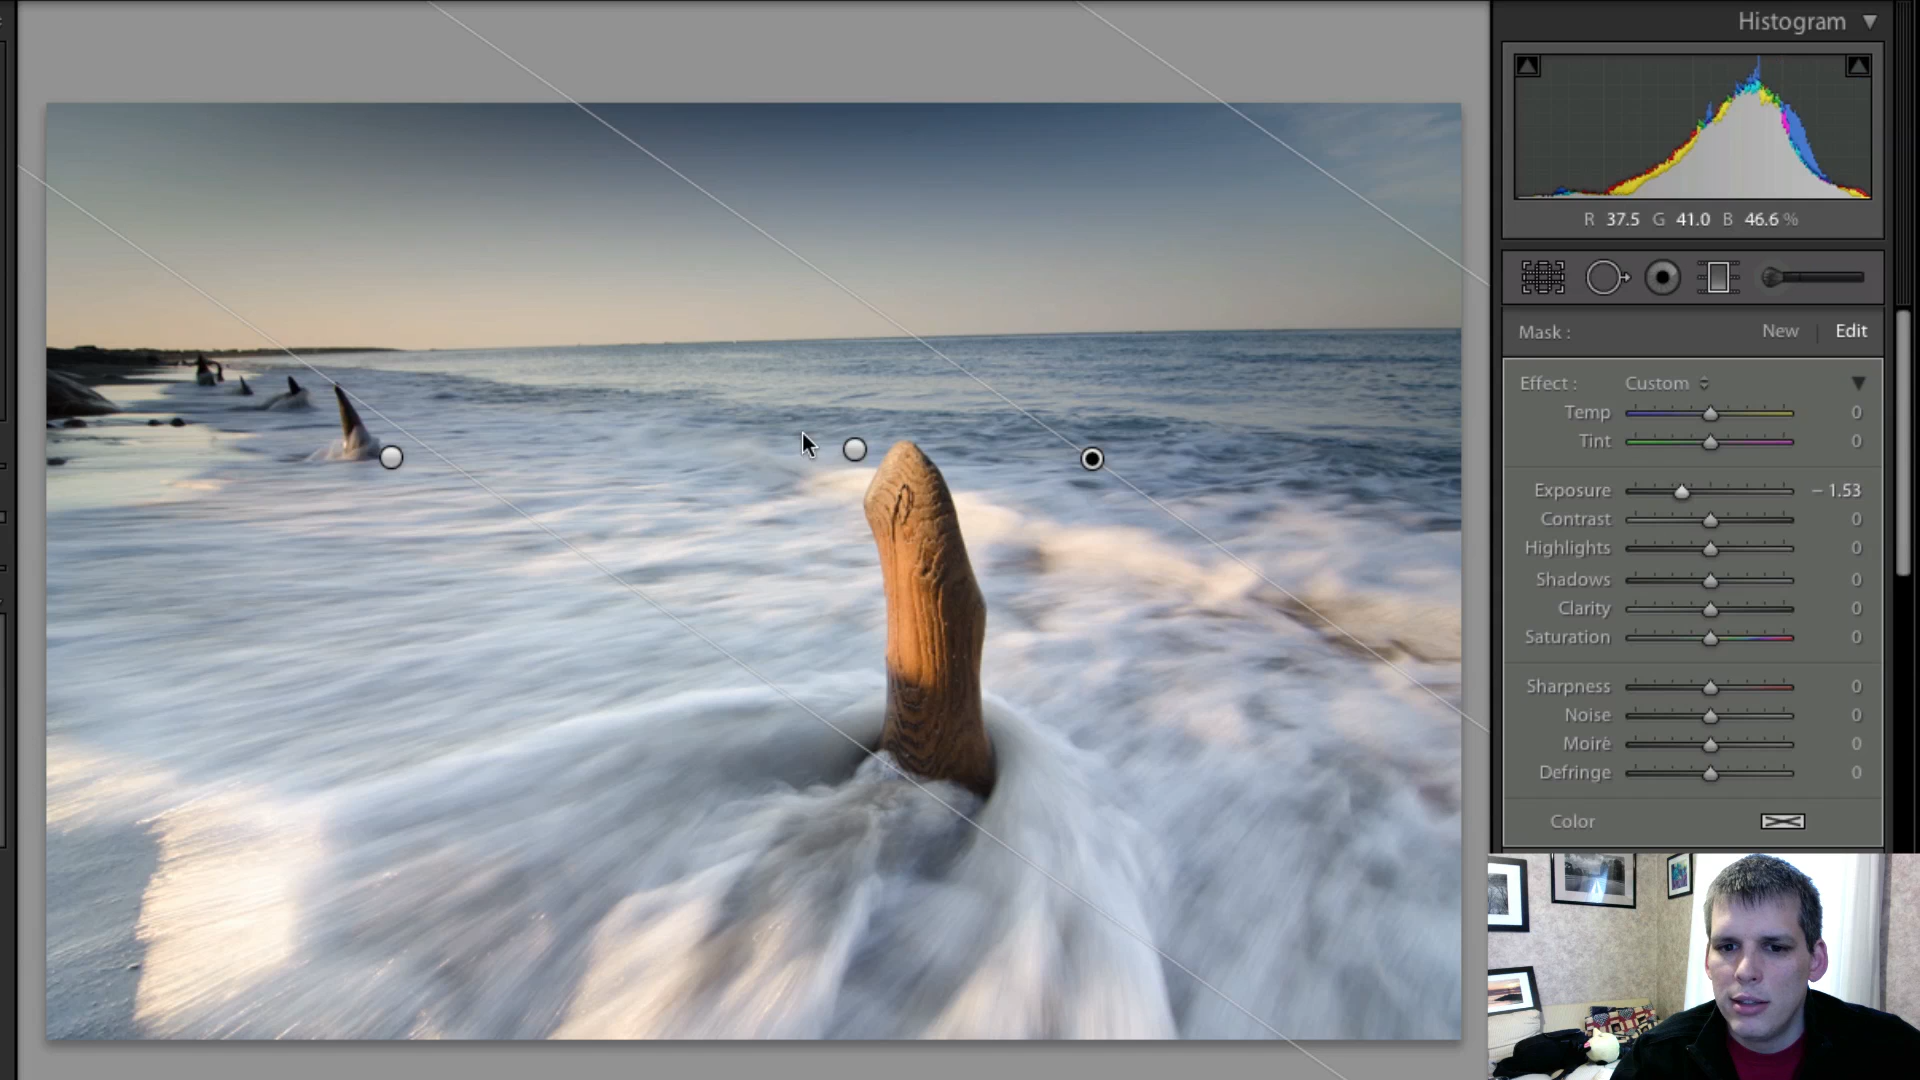 Histogram
R 37.5 G 41.0 B 46.6 %
Mask : New | Edit
Effect : Custom
Temp 0
Tint 0
Exposure – 1.53
Contrast 0
Highlights 0
Shadows 0
Clarity 0
Saturation 0
Sharpness 0
Noise 0
Moiré 0
Defringe 0
Color